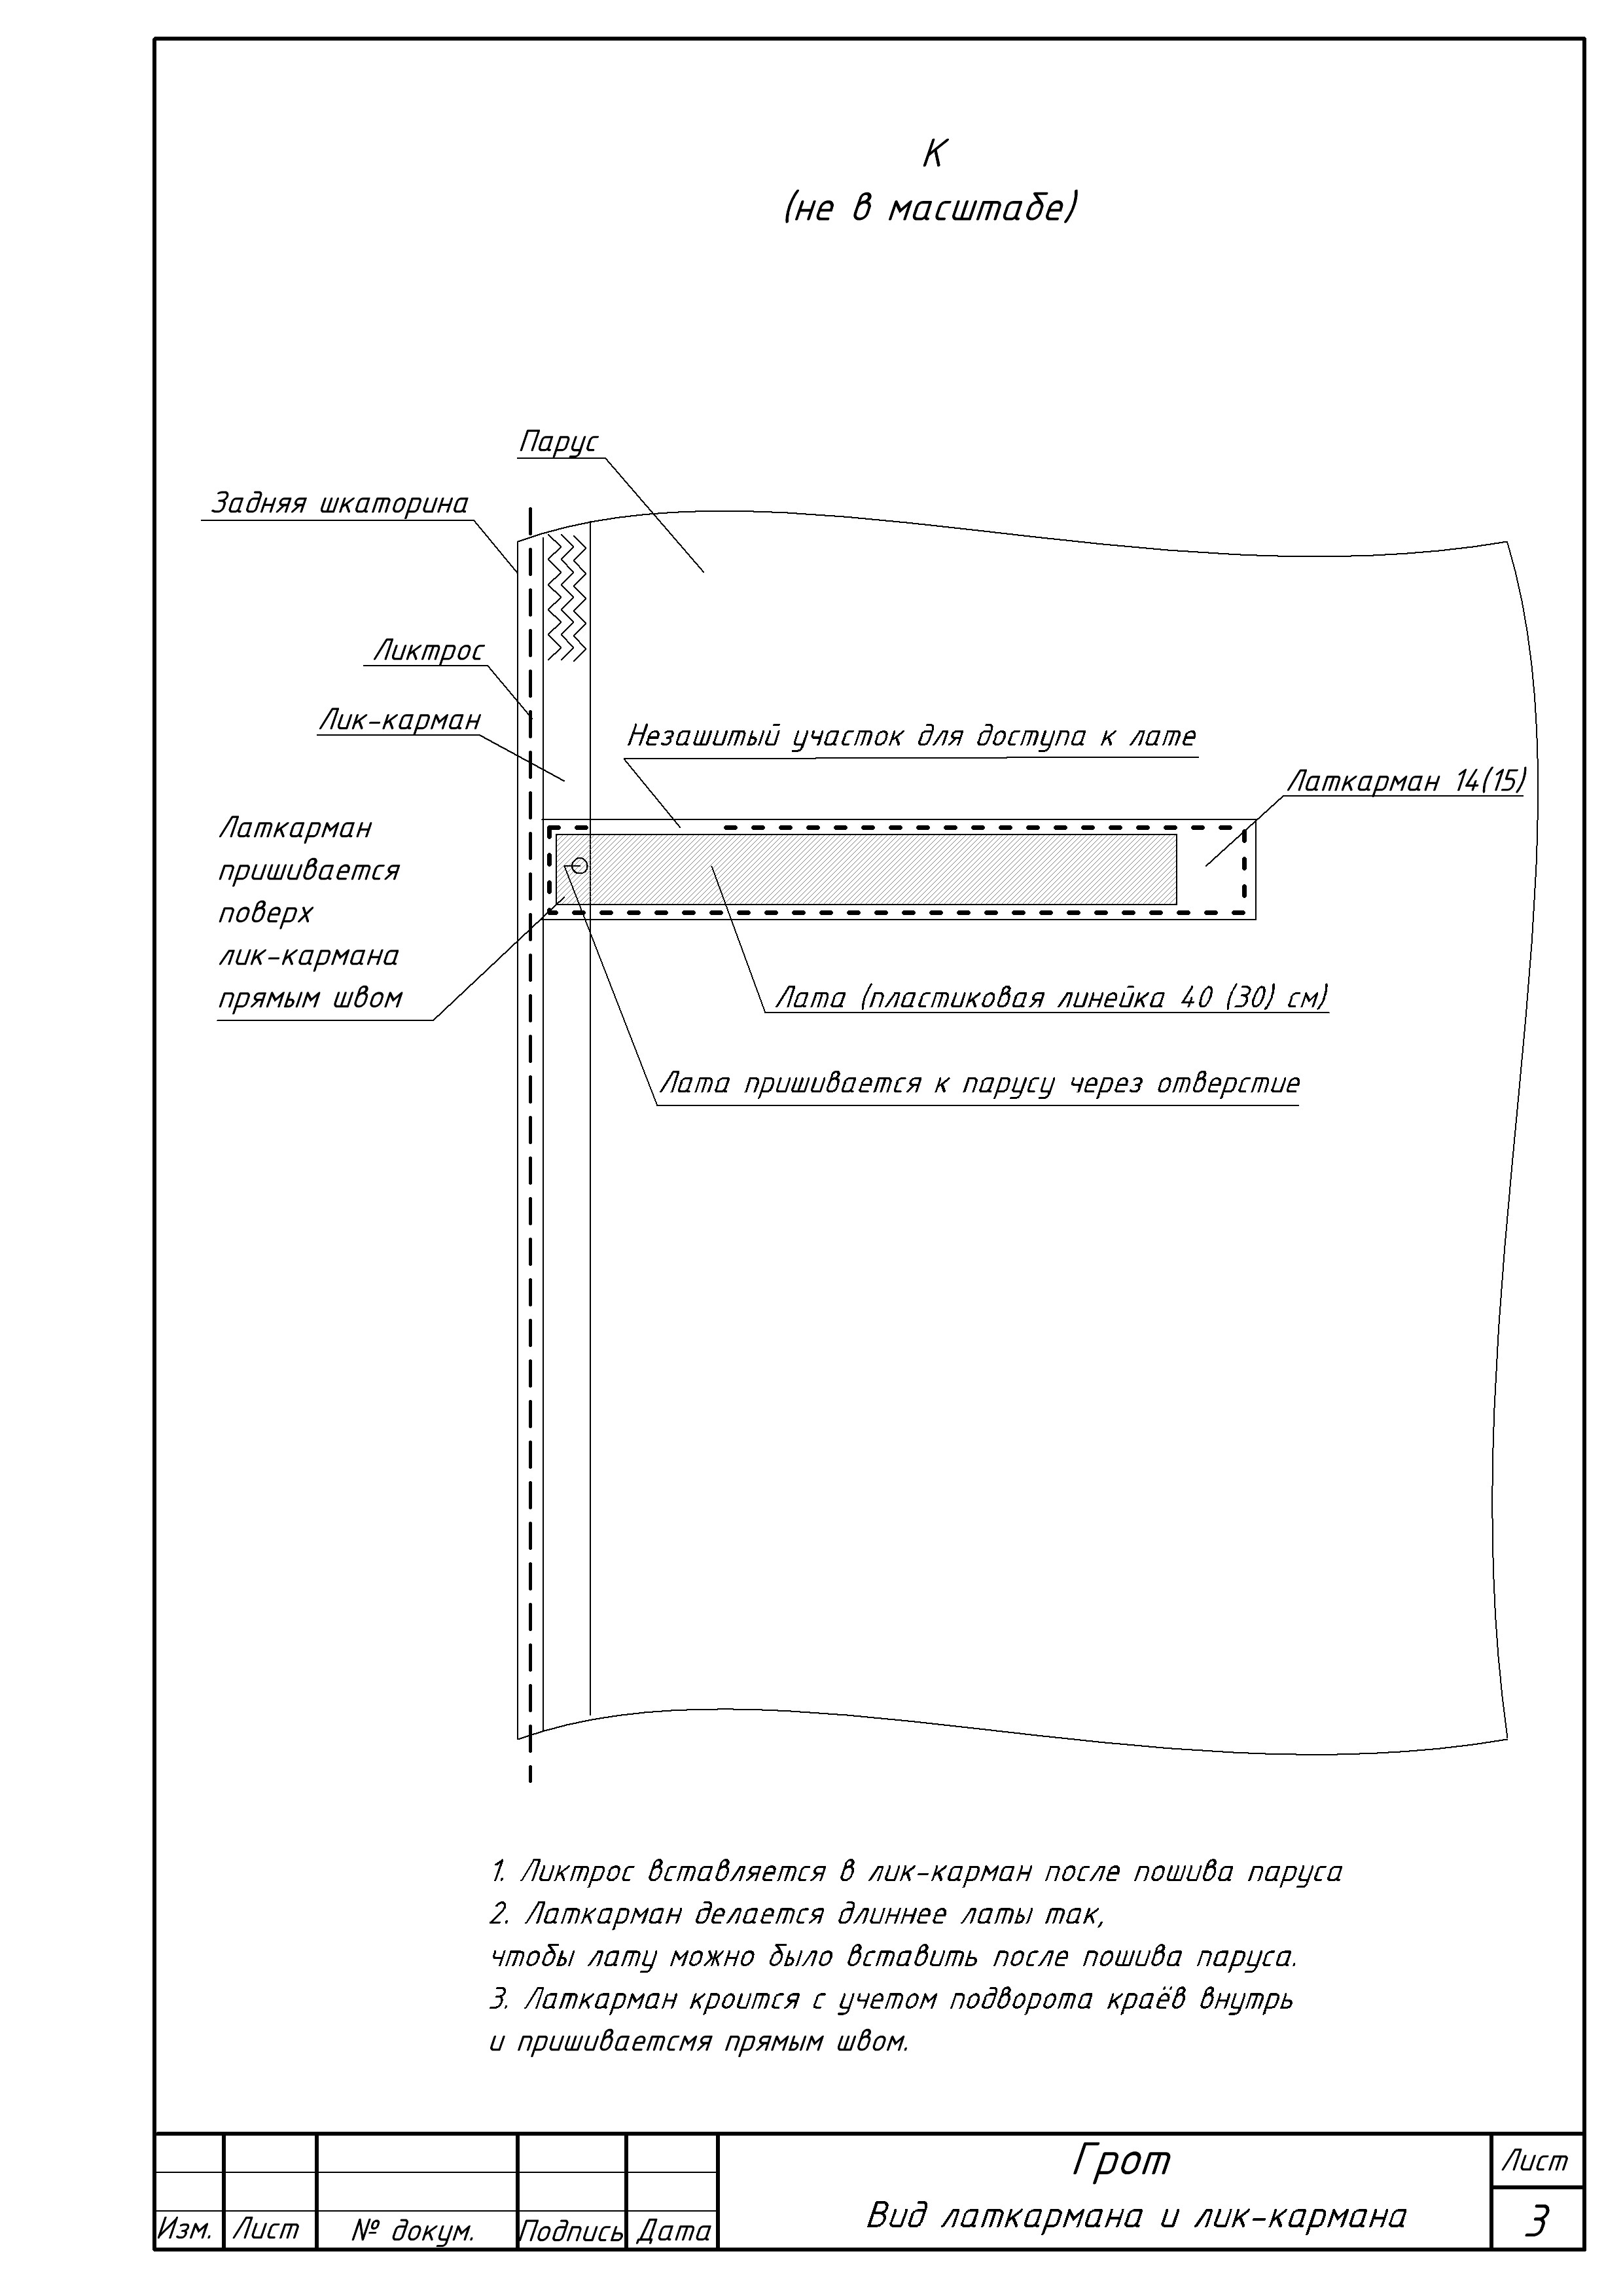 К
(не в масштабе)
Парус
Задняя шкаторина
Ликтрос
Лик-карман
Незашитый участок для доступа к лате
Латкарман 14(15)
Латкарман
пришивается
поверх
лик-кармана
прямым швом
Лата (пластиковая линейка 40 (30) см)
Лата пришивается к парусу через отверстие
1. Ликтрос вставляется в лик-карман после пошива паруса
2. Латкарман делается длиннее латы так,
чтобы лату можно было вставить после пошива паруса.
3. Латкарман кроится с учетом подворота краёв внутрь
и пришиваетсмя прямым швом.
Грот
Вид латкармана и лик-кармана
Лист
3
Изм. Лист № докум. Подпись Дата